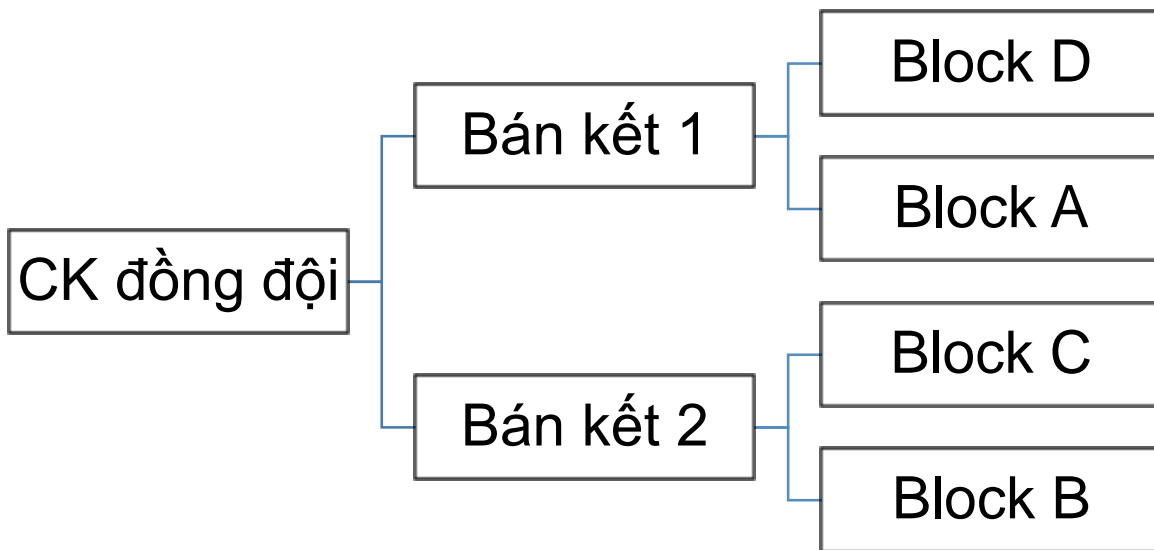 Block D
Bán kết 1
Block A
CK đồng đội
Block C
Bán kết 2
Block B